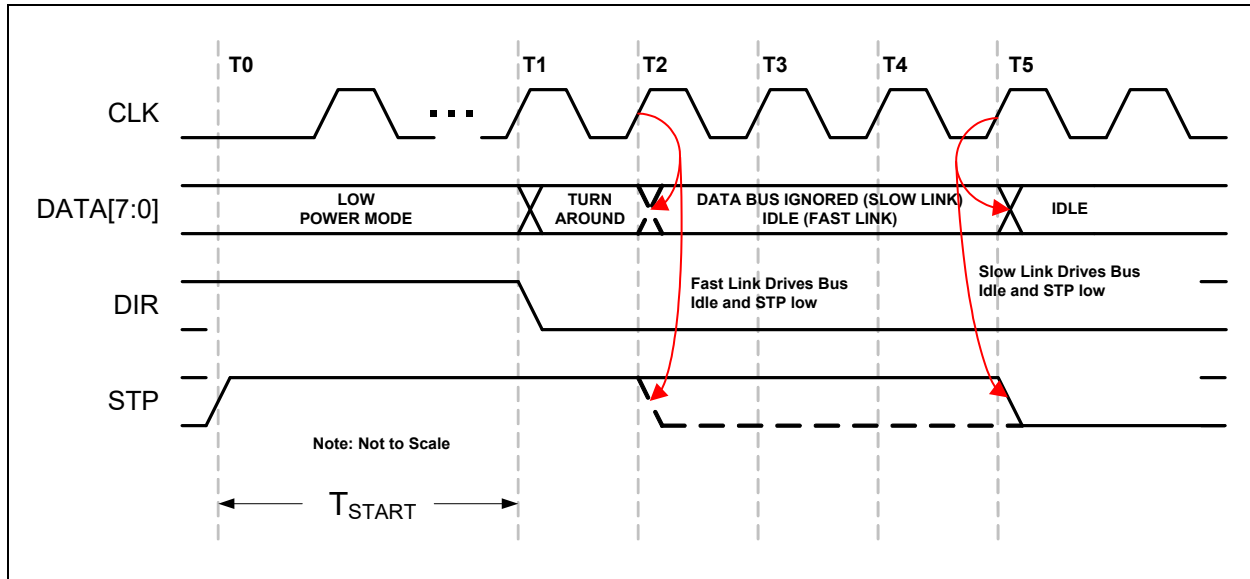 T0
T1
T2
T3
T4
T5
CLK
DATA[7:0]
LOW
POWER MODE
TURN
AROUND
DATA BUS IGNORED (SLOW LINK)
IDLE (FAST LINK)
IDLE
DIR
Fast Link Drives Bus
Idle and STP low
Slow Link Drives Bus
Idle and STP low
STP
Note: Not to Scale
TSTART